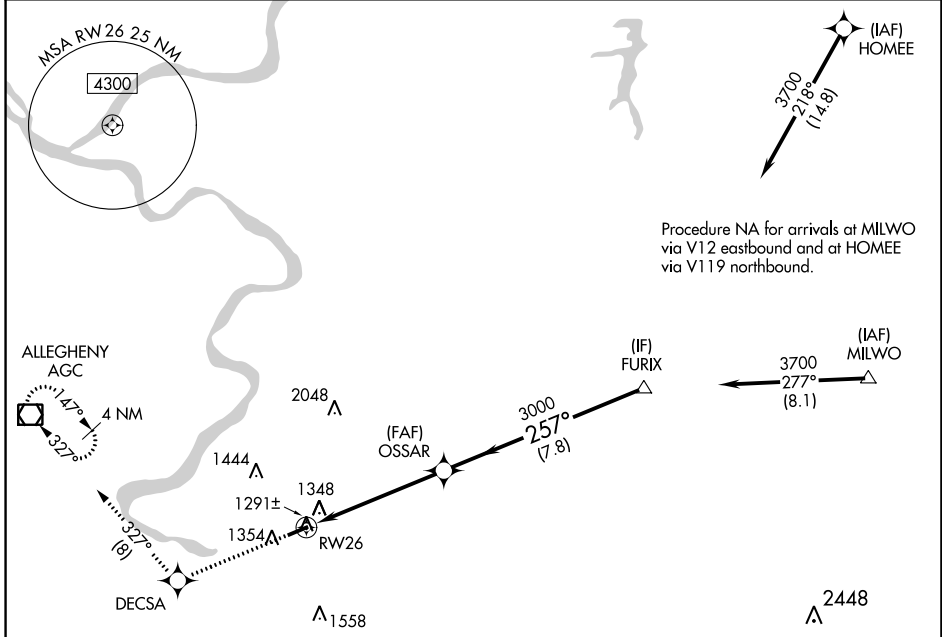 MSA RW 26 25 NM
4300
(IAF)
HOMEE
3700
218°
(14.8)
Procedure NA for arrivals at MILWO
via V12 eastbound and at HOMEE
via V119 northbound.
ALLEGHENY
AGC
147°
4 NM
327°
(IF)
FURIX
(IAF)
MILWO
3700
277°
(8.1)
2048
3000
257°
(7.8)
(FAF)
OSSAR
1444
1348
1291±
1354
RW26
327°
(8)
DECSA
1558
2448